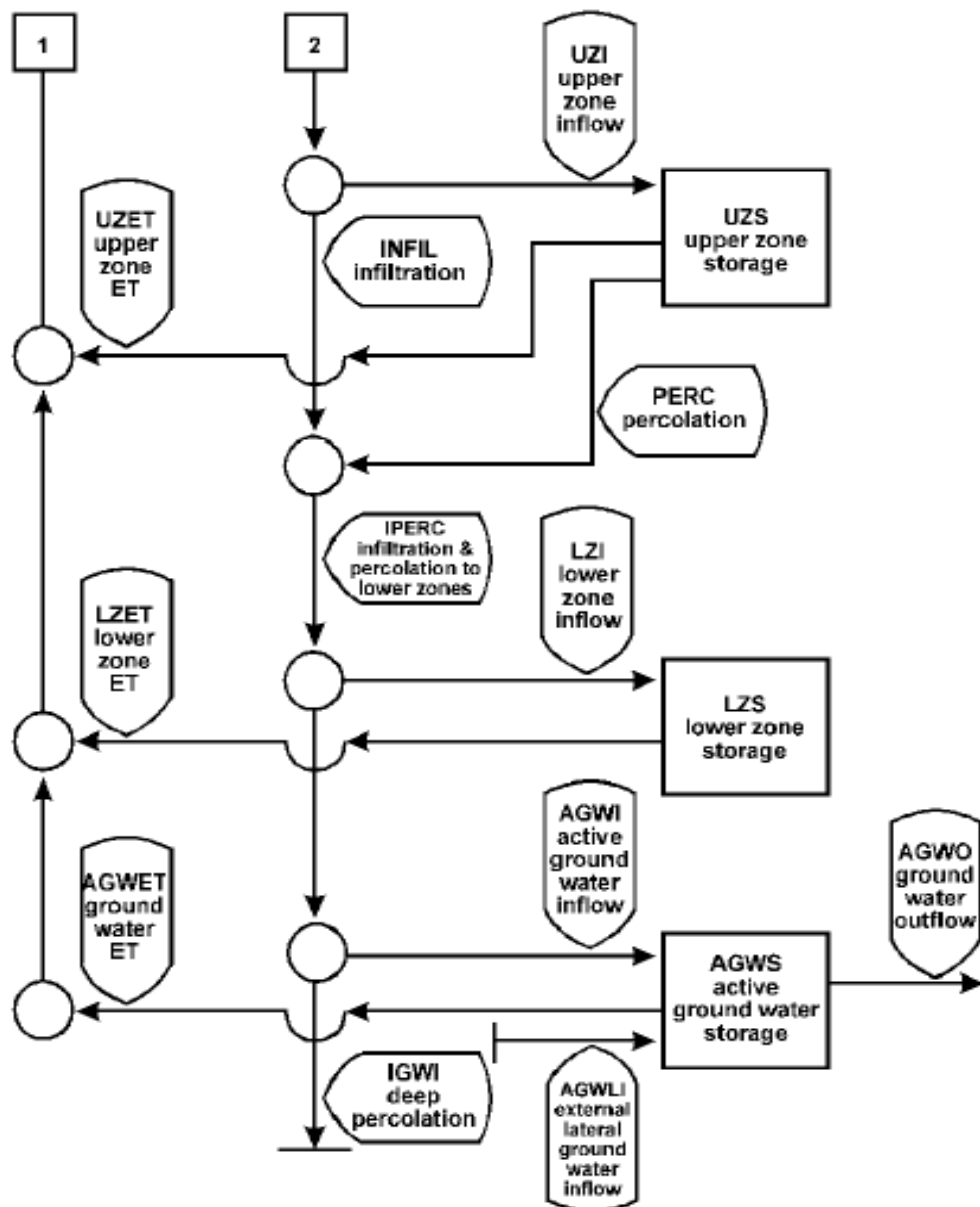 1
2
UZI
upper
zone
inflow
UZET
upper
zone
ET
INFIL
infiltration
UZS
upper zone
storage
PERC
percolation
IPERC
infiltration &
percolation to
lower zones
LZI
lower
zone
inflow
LZET
lower
zone
ET
LZS
lower zone
storage
AGWI
active
ground
water
inflow
AGWO
ground
water
outflow
AGWET
ground
water
ET
AGWS
active
ground water
storage
IGWI
deep
percolation
AGWLI
external
lateral
ground
water
inflow